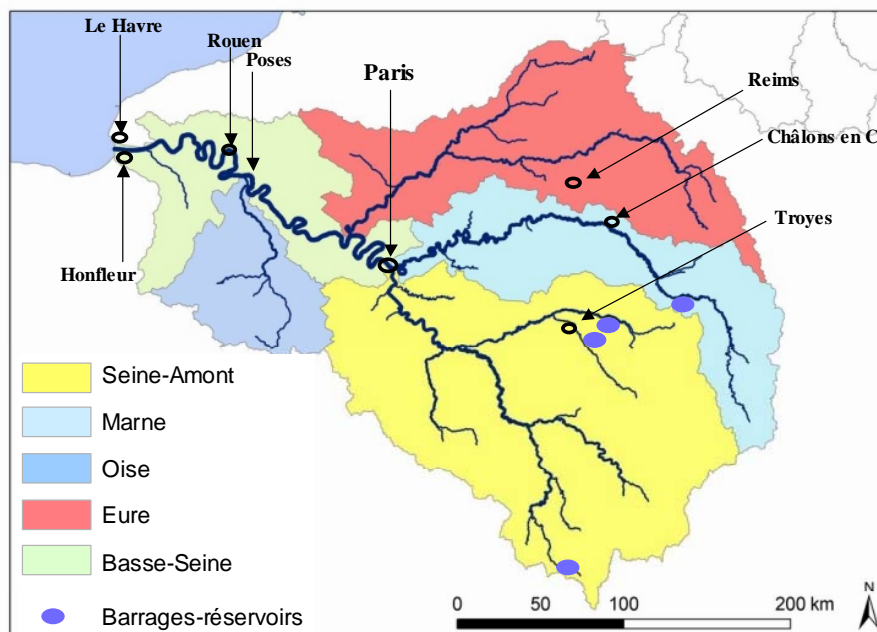 Le Havre
Rouen
Poses
Paris
Reims
Châlons en C
Troyes
Honfleur
Seine-Amont
Marne
Oise
Eure
Basse-Seine
Barrages-réservoirs
0 50 100 200 km
N